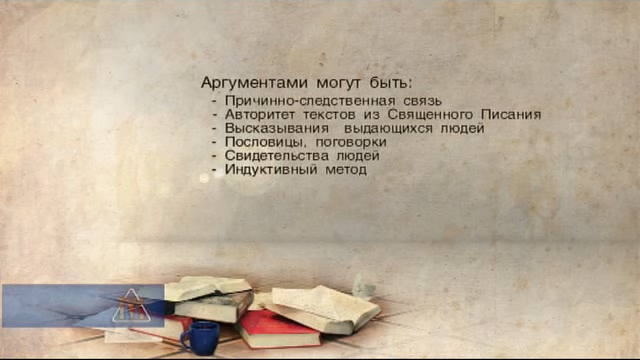 Аргументами могут быть:
- Причинно-следственная связь
- Авторитет текстов из Священного Писания
- Высказывания выдающихся людей
- Пословицы, поговорки
- Свидетельства людей
- Индуктивный метод